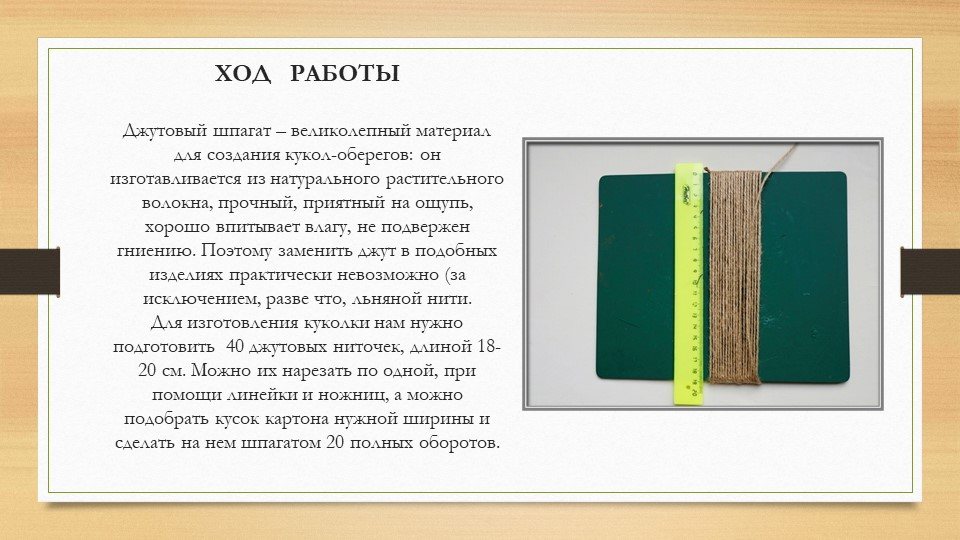 ХОД РАБОТЫ
Джутовый шпагат – великолепный материал
для создания кукол-оберегов: он
изготавливается из натурального растительного
волокна, прочный, приятный на ощупь,
хорошо впитывает влагу, не подвержен
гниению. Поэтому заменить джут в подобных
изделиях практически невозможно (за
исключением, разве что, льняной нити.
Для изготовления куколки нам нужно
подготовить 40 джутовых ниточек, длиной 18-
20 см. Можно их нарезать по одной, при
помощи линейки и ножниц, а можно
подобрать кусок картона нужной ширины и
сделать на нем шпагатом 20 полных оборотов.